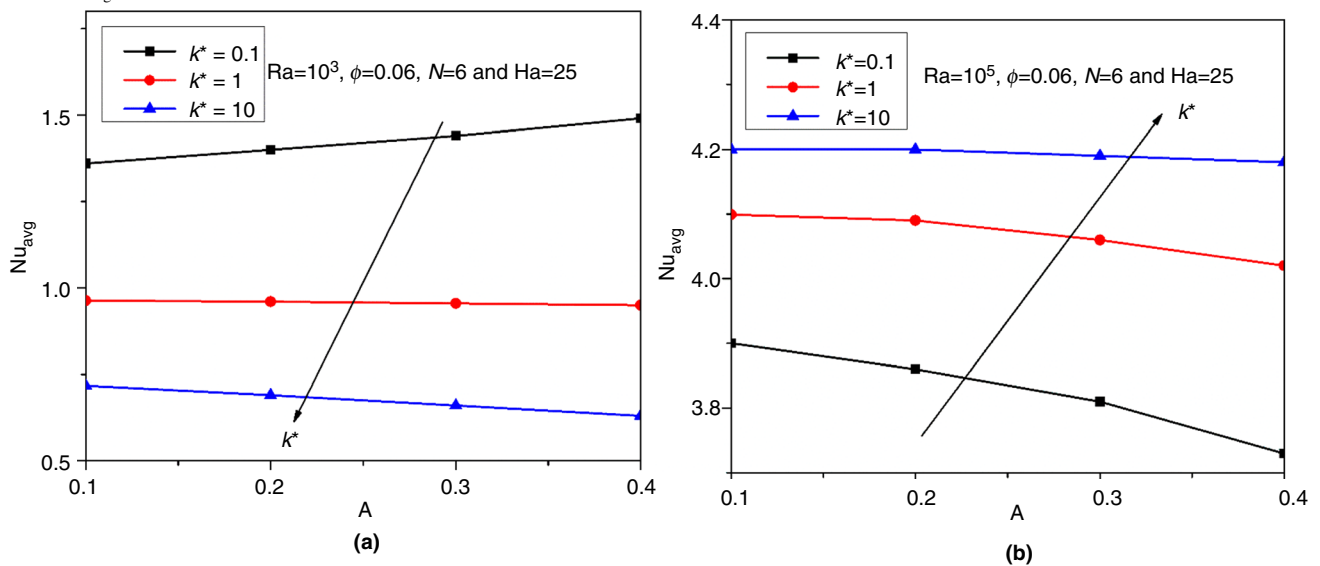 g
k* = 0.1
k* = 1
k* = 10
Ra=10³, ϕ=0.06, N=6 and Ha=25
1.5
1.0
0.5
Nu_avg
k*
0.1 0.2 0.3 0.4
A
(a)
4.4
4.2
4.0
3.8
k*=0.1
k*=1
k*=10
Ra=10⁵, ϕ=0.06, N=6 and Ha=25
k*
Nu_avg
0.1 0.2 0.3 0.4
A
(b)